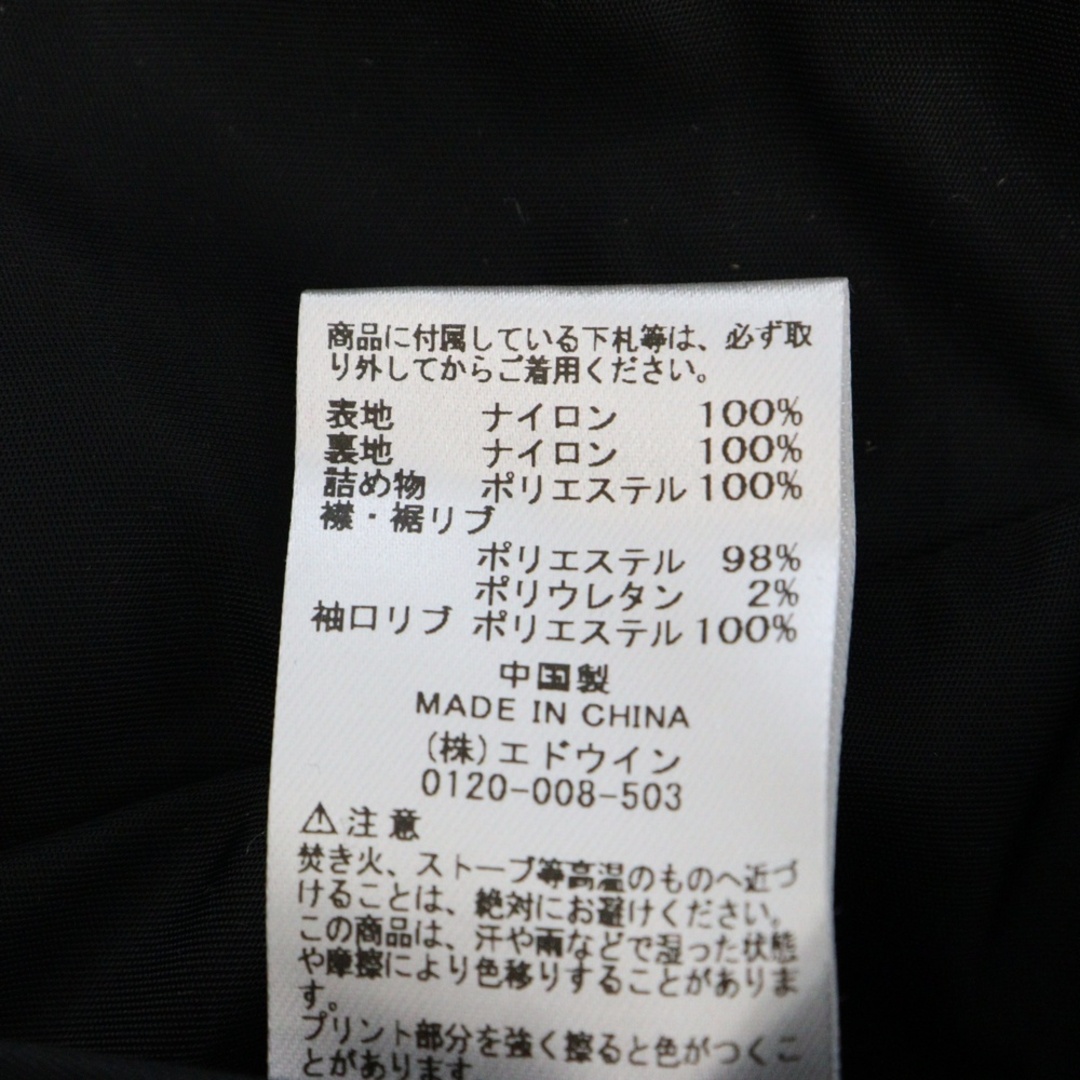 商品に付属している下札等は、必ず取
り外してからご着用ください。
表地 ナイロン 100%
裏地 ナイロン 100%
詰め物 ポリエステル 100%
襟・裾リブ
ポリエステル 98%
ポリウレタン 2%
袖口リブ ポリエステル 100%
中国製
MADE IN CHINA
(株)エドウイン
0120-008-503
⚠注意
焚き火、ストーブ等高温のものへ近づ
けることは、絶対にお避けください。
この商品は、汗や雨などで湿った状態
や摩擦により色移りすることがありま
す。
プリント部分を強く擦ると色がつくこ
とがあります